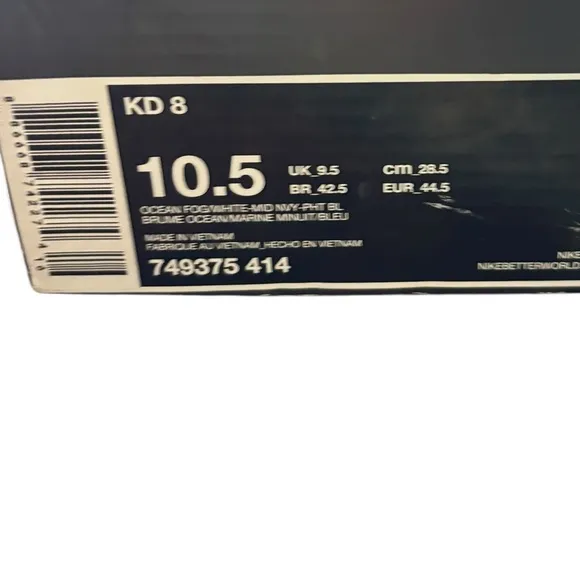 KD 8
10.5
UK_9.5
cm_28.5
BR_42.5
EUR_44.5
OCEAN FOG/WHITE-MID NVY-PHT BL
BRUME OCEAN/MARINE MINUIT/BLEU
MADE IN VIETNAM
FABRIQUE AU VIETNAM_HECHO EN VIETNAM
749375 414
NIKE
NIKEBETTERWORLD